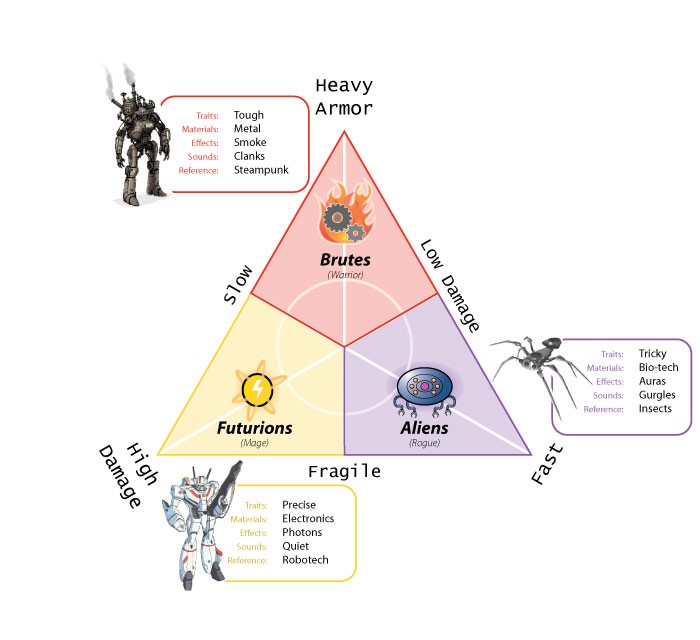 Heavy
Armor
Traits: Tough
Materials: Metal
Effects: Smoke
Sounds: Clanks
Reference: Steampunk
Brutes
(Warrior)
Slow
Low Damage
Traits: Tricky
Materials: Bio-tech
Effects: Auras
Sounds: Gurgles
Reference: Insects
Futurions
(Mage)
Aliens
(Rogue)
High
Damage
Fragile
Fast
Traits: Precise
Materials: Electronics
Effects: Photons
Sounds: Quiet
Reference: Robotech